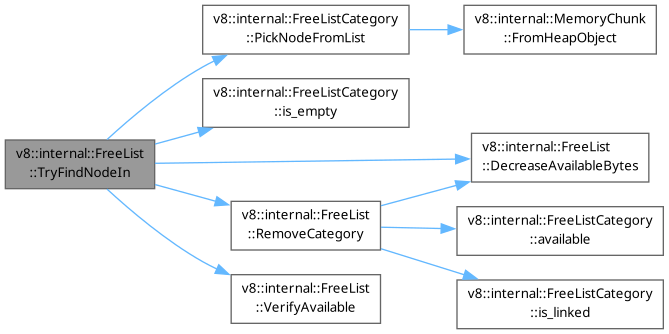 v8::internal::FreeListCategory
::PickNodeFromList
v8::internal::MemoryChunk
::FromHeapObject
v8::internal::FreeListCategory
::is_empty
v8::internal::FreeList
::TryFindNodeIn
v8::internal::FreeList
::DecreaseAvailableBytes
v8::internal::FreeList
::RemoveCategory
v8::internal::FreeListCategory
::available
v8::internal::FreeList
::VerifyAvailable
v8::internal::FreeListCategory
::is_linked